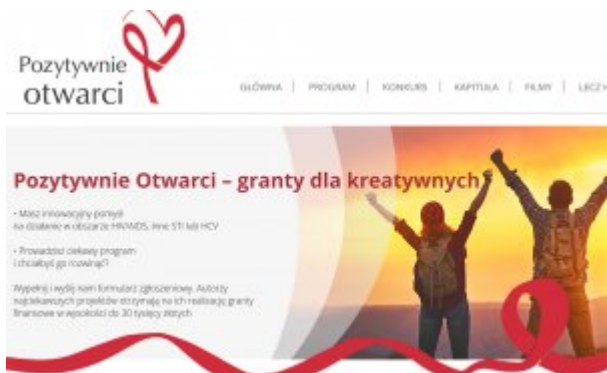 Pozytywnie
otwarci
GŁÓWNA | PROGRAM | KONKURS | KAPITUŁA | FILMY | LECZ H
Pozytywnie Otwarci – granty dla kreatywnych
• Masz innowacyjny pomysł
na działanie w obszarze HIV/AIDS, inne STI lub HCV
• Prowadzisz ciekawy program
i chciałbyś go rozwinąć?
Wypełnij i wyślij nam formularz zgłoszeniowy. Autorzy
najciekawszych projektów otrzymają na ich realizację granty
finansowe w wysokości do 30 tysięcy złotych